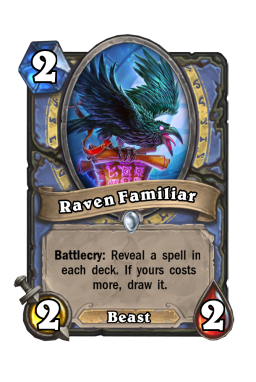 2
Raven Familiar
Battlecry: Reveal a spell in
each deck. If yours costs
more, draw it.
2
Beast
2